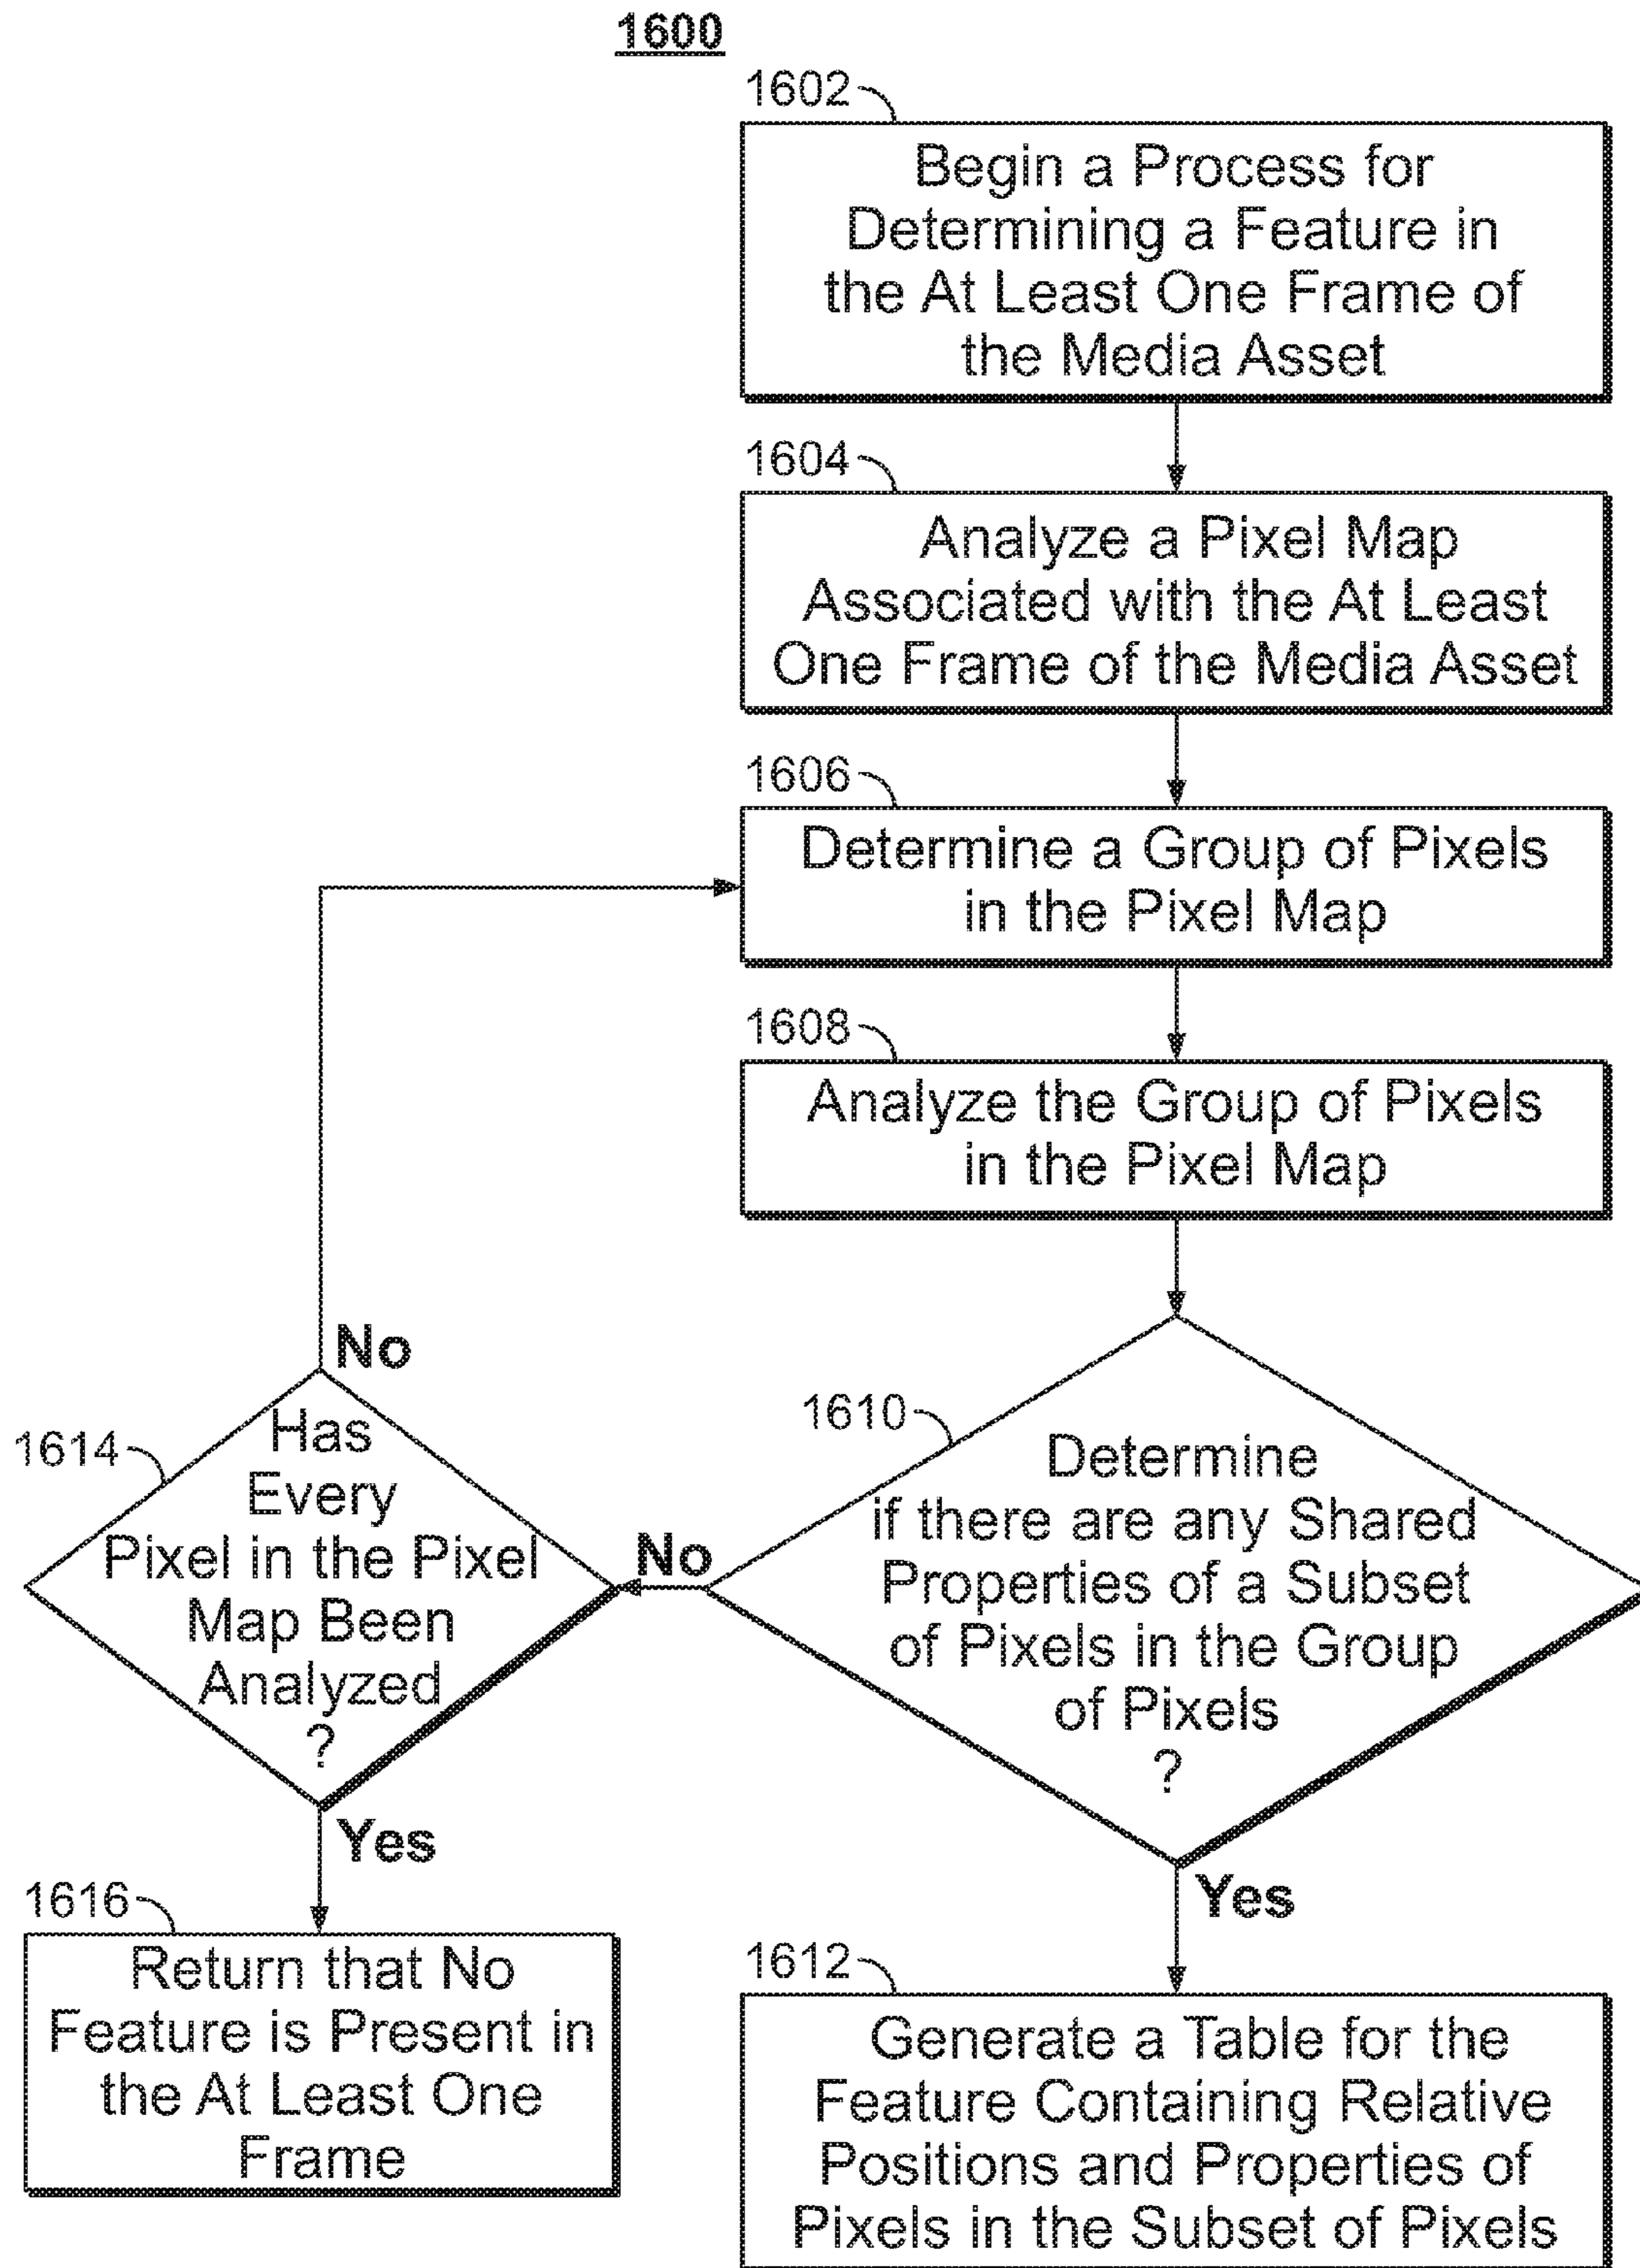 1600
1602
Begin a Process for
Determining a Feature in
the At Least One Frame of
the Media Asset
1604
Analyze a Pixel Map
Associated with the At Least
One Frame of the Media Asset
1606
Determine a Group of Pixels
in the Pixel Map
1608
Analyze the Group of Pixels
in the Pixel Map
1610
Determine
if there are any Shared
Properties of a Subset
of Pixels in the Group
of Pixels
?
No
Yes
1614
Has
Every
Pixel in the Pixel
Map Been
Analyzed
?
No
Yes
1616
Return that No
Feature is Present in
the At Least One
Frame
1612
Generate a Table for the
Feature Containing Relative
Positions and Properties of
Pixels in the Subset of Pixels